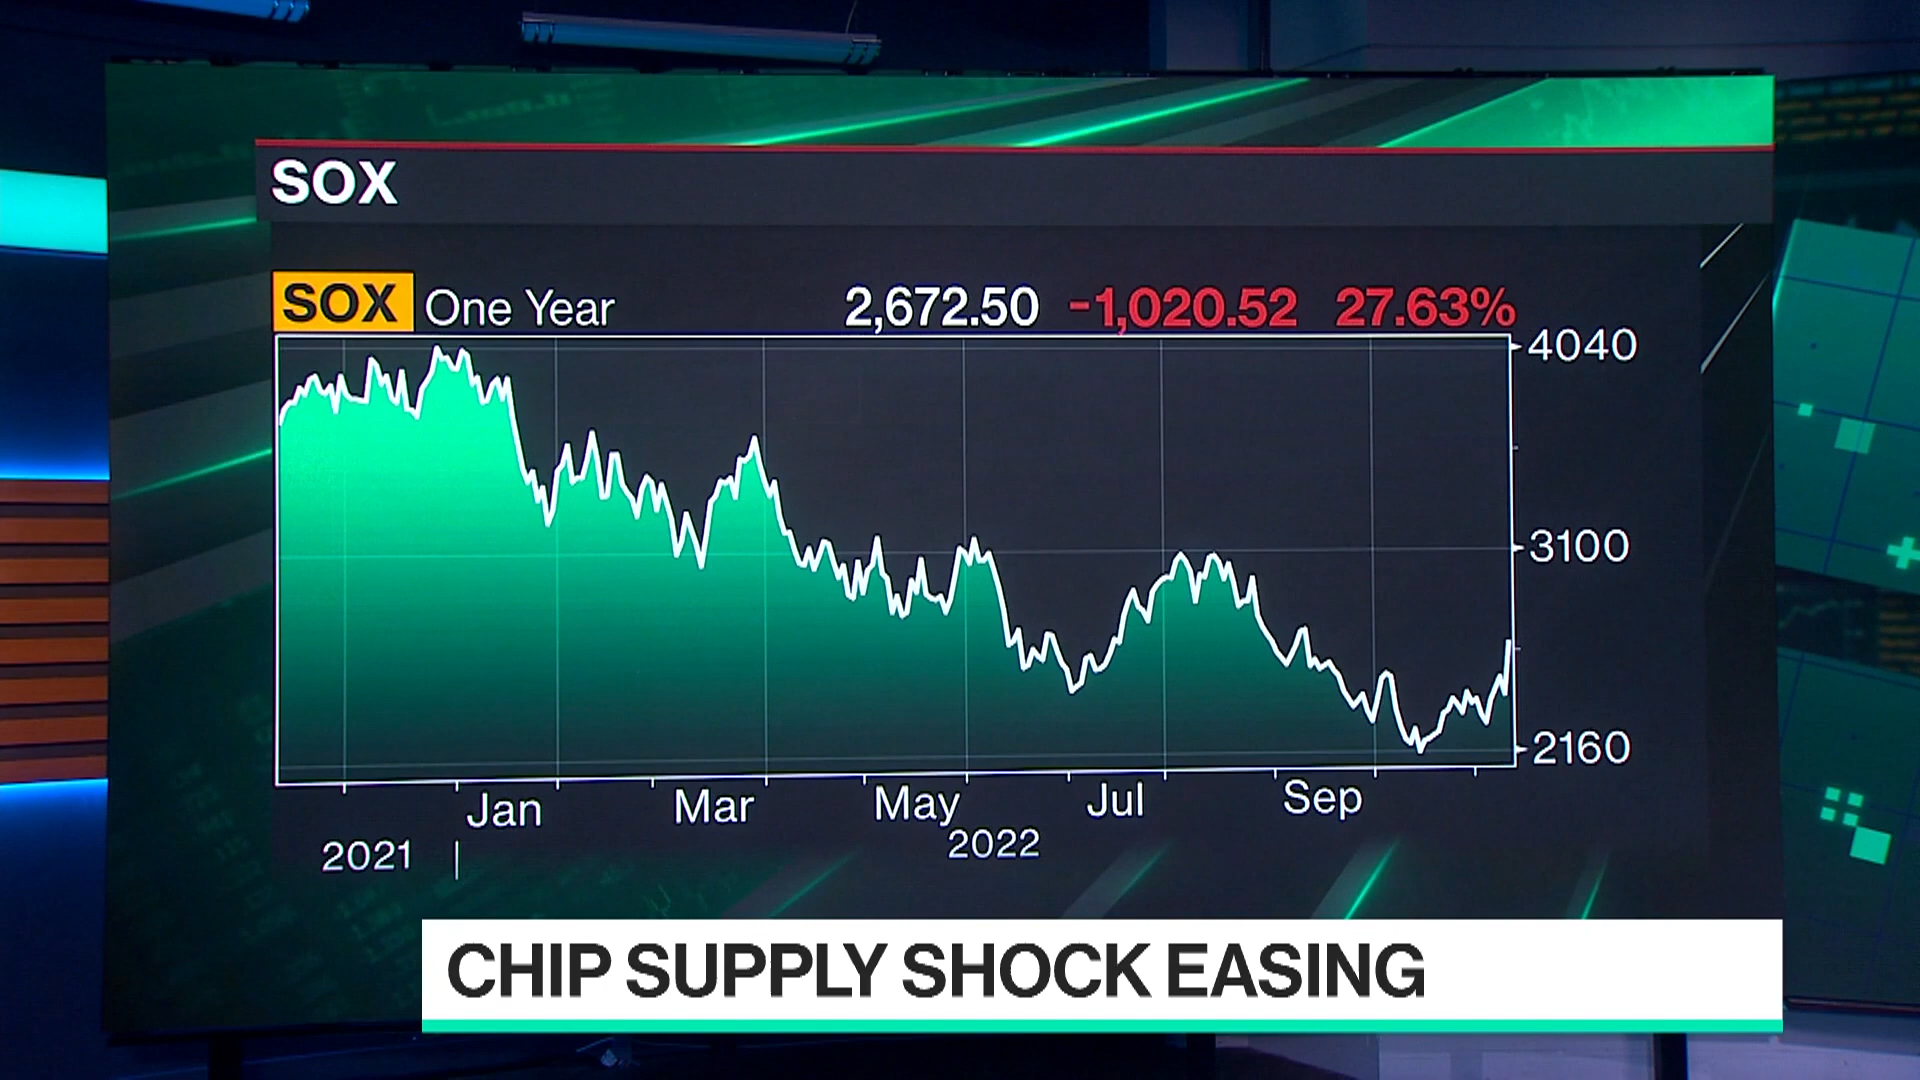 SOX
SOX One Year 2,672.50 -1,020.52 27.63%
4040
3100
2160
Jan Mar May Jul Sep
2021 | 2022
CHIP SUPPLY SHOCK EASING